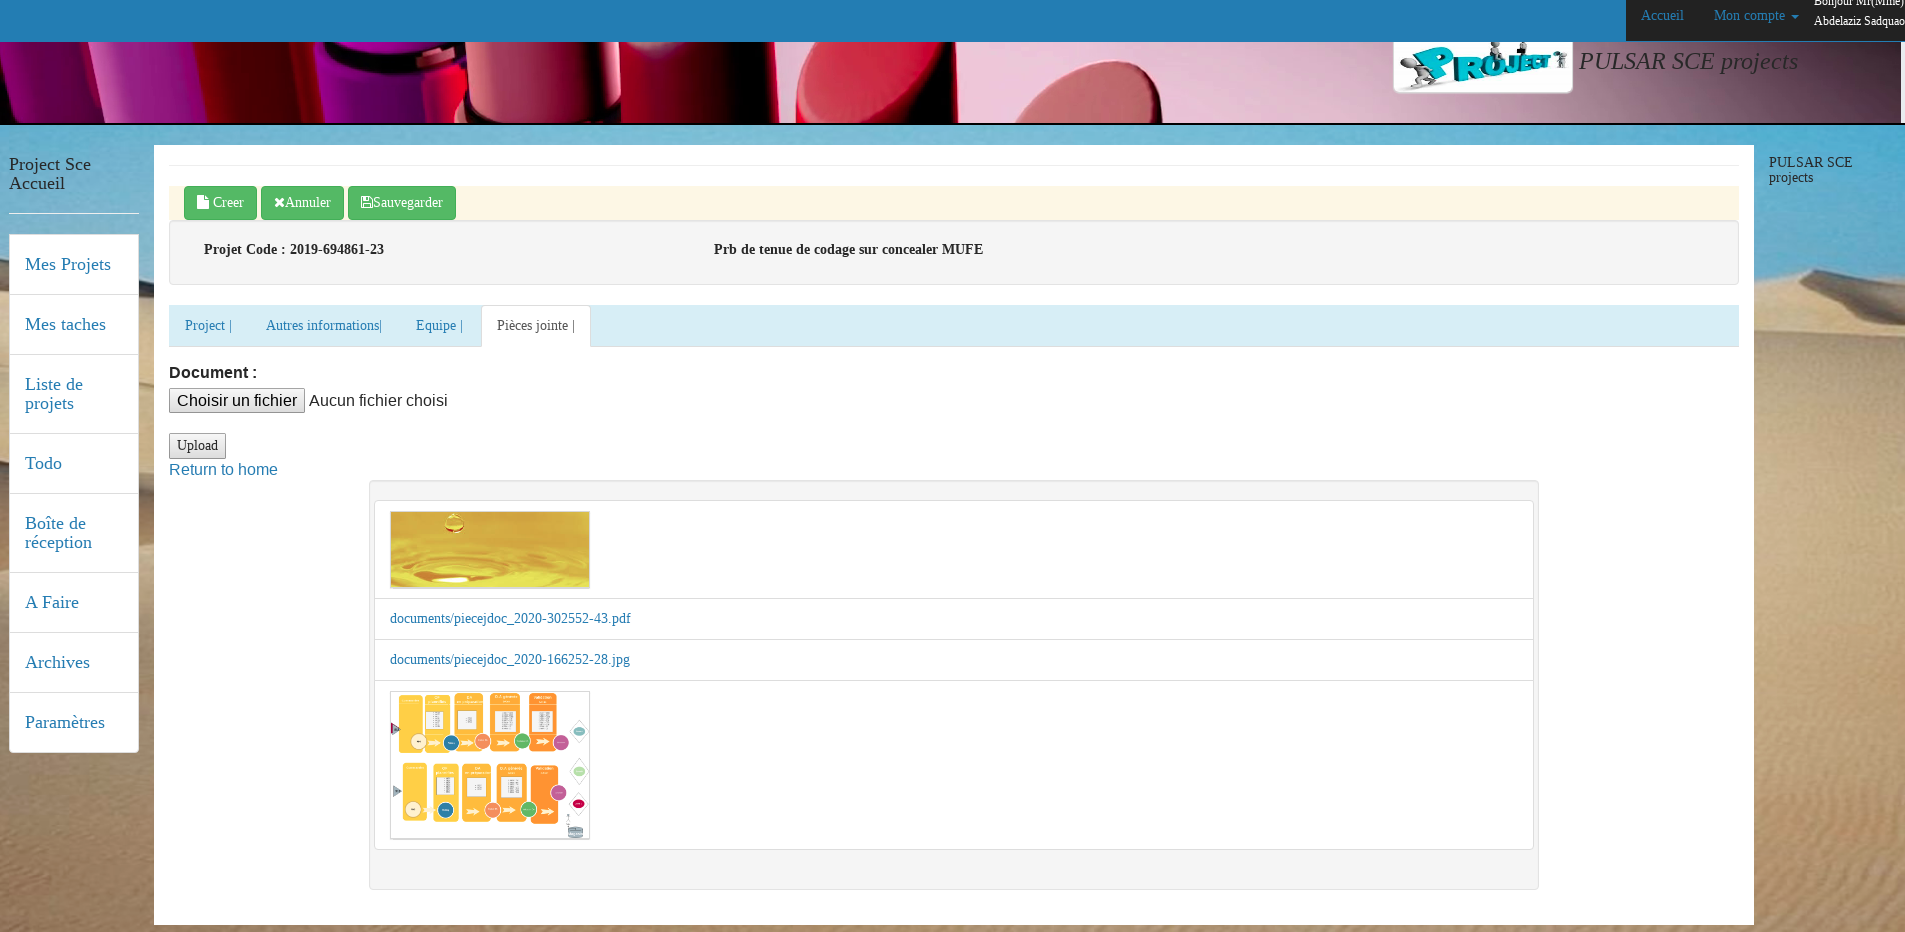 Accueil
Mon compte
Bonjour Mr(Mme)
Abdelaziz Sadquao
PROJECT
PULSAR SCE projects
Project Sce
Accueil
Mes Projets
Mes taches
Liste de
projets
Todo
Boîte de
réception
A Faire
Archives
Paramètres
Creer
Annuler
Sauvegarder
Projet Code : 2019-694861-23
Prb de tenue de codage sur concealer MUFE
Project |
Autres informations|
Equipe |
Pièces jointe |
Document :
Choisir un fichier Aucun fichier choisi
Upload
Return to home
documents/piecejdoc_2020-302552-43.pdf
documents/piecejdoc_2020-166252-28.jpg
PULSAR SCE
projects